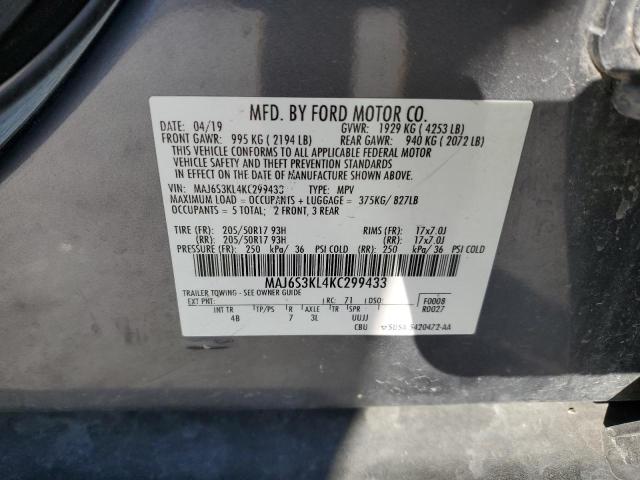 MFD. BY FORD MOTOR CO.
04/19 GVWR: 1929 KG ( 4253 LB)
FRONT GAWR: 995 KG ( 2194 LB) REAR GAWR: 940 KG ( 2072 LB)
THIS VEHICLE CONFORMS TO ALL APPLICABLE FEDERAL MOTOR
VEHICLE SAFETY AND THEFT PREVENTION STANDARDS
IN EFFECT ON THE DATE OF MANUFACTURE SHOWN ABOVE.
VIN: MAJ6S3KL4KC299433 TYPE: MPV
MAXIMUM LOAD = OCCUPANTS + LUGGAGE = 375KG/ 827LB
OCCUPANTS = 5 TOTAL; 2 FRONT, 3 REAR
TIRE (FR): 205/50R17 93H RIMS (FR): 17x7.0J
(RR): 205/50R17 93H (RR): 17x7.0J
PRESSURE (FR): 250 kPa/ 36 PSI COLD (RR): 250 kPa/ 36 PSI COLD
MAJ6S3KL4KC299433
TRAILER TOWING - SEE OWNER GUIDE
EXT PNT: RC: 71 DSO: F0008
R0027
INT TR TP/PS R AXLE TR SPR
4B 7 3L UUJJ
CBU